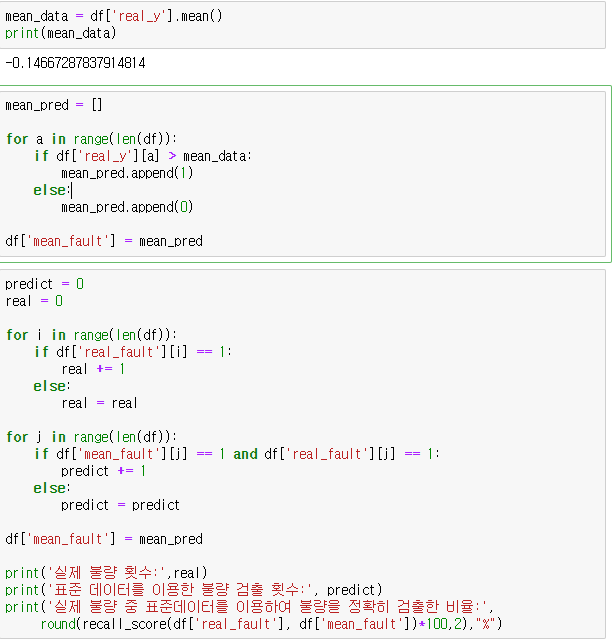 mean_data = df['real_y'].mean()
print(mean_data)
-0.14667287837914814
mean_pred = []
for a in range(len(df)):
    if df['real_y'][a] > mean_data:
        mean_pred.append(1)
    else:
        mean_pred.append(0)
df['mean_fault'] = mean_pred
predict = 0
real = 0
for i in range(len(df)):
    if df['real_fault'][i] == 1:
        real += 1
    else:
        real = real
for j in range(len(df)):
    if df['mean_fault'][j] == 1 and df['real_fault'][j] == 1:
        predict += 1
    else:
        predict = predict
df['mean_fault'] = mean_pred
print('실제 불량 횟수:',real)
print('표준 데이터를 이용한 불량 검출 횟수:', predict)
print('실제 불량 중 표준데이터를 이용하여 불량을 정확히 검출한 비율:',
     round(recall_score(df['real_fault'], df['mean_fault'])*100,2),"%")